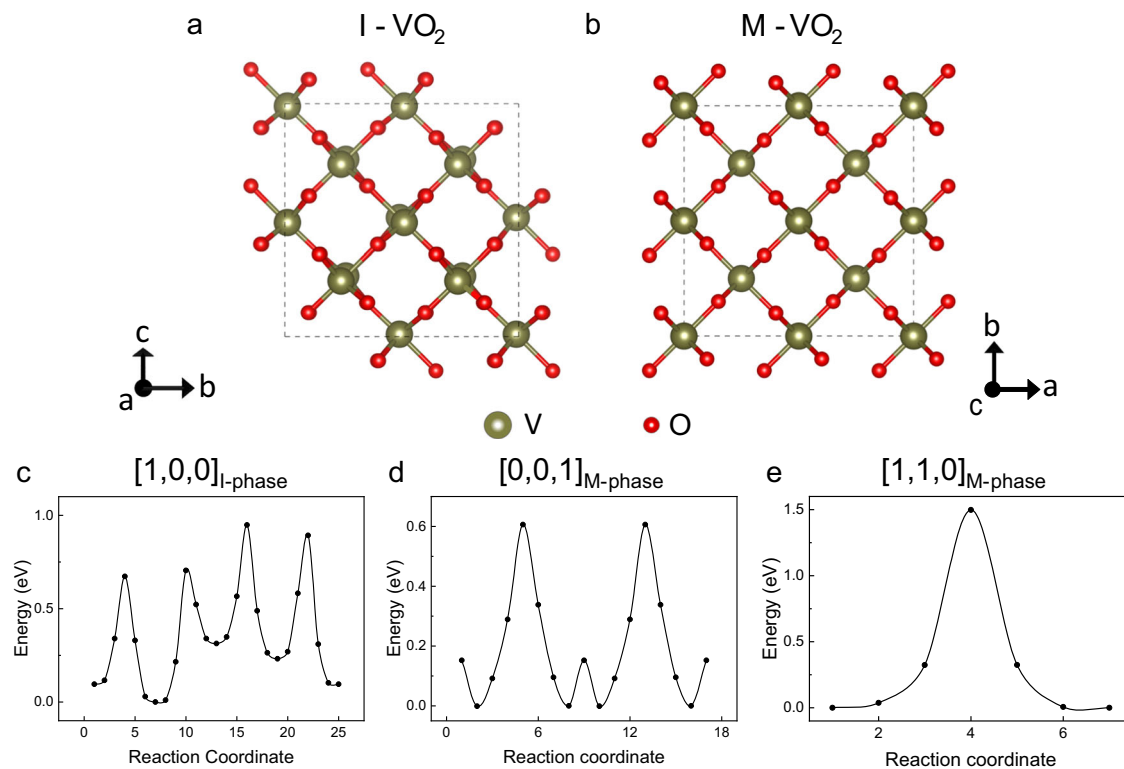 a I - VO₂
b M - VO₂
c
a b
b
c a
V O
c [1,0,0]I-phase
d [0,0,1]M-phase
e [1,1,0]M-phase
Energy (eV)
1.0
0.5
0.0
0 5 10 15 20 25
Reaction Coordinate
Energy (eV)
0.6
0.4
0.2
0.0
6 12 18
Reaction coordinate
Energy (eV)
1.5
1.0
0.5
0.0
2 4 6
Reaction coordinate